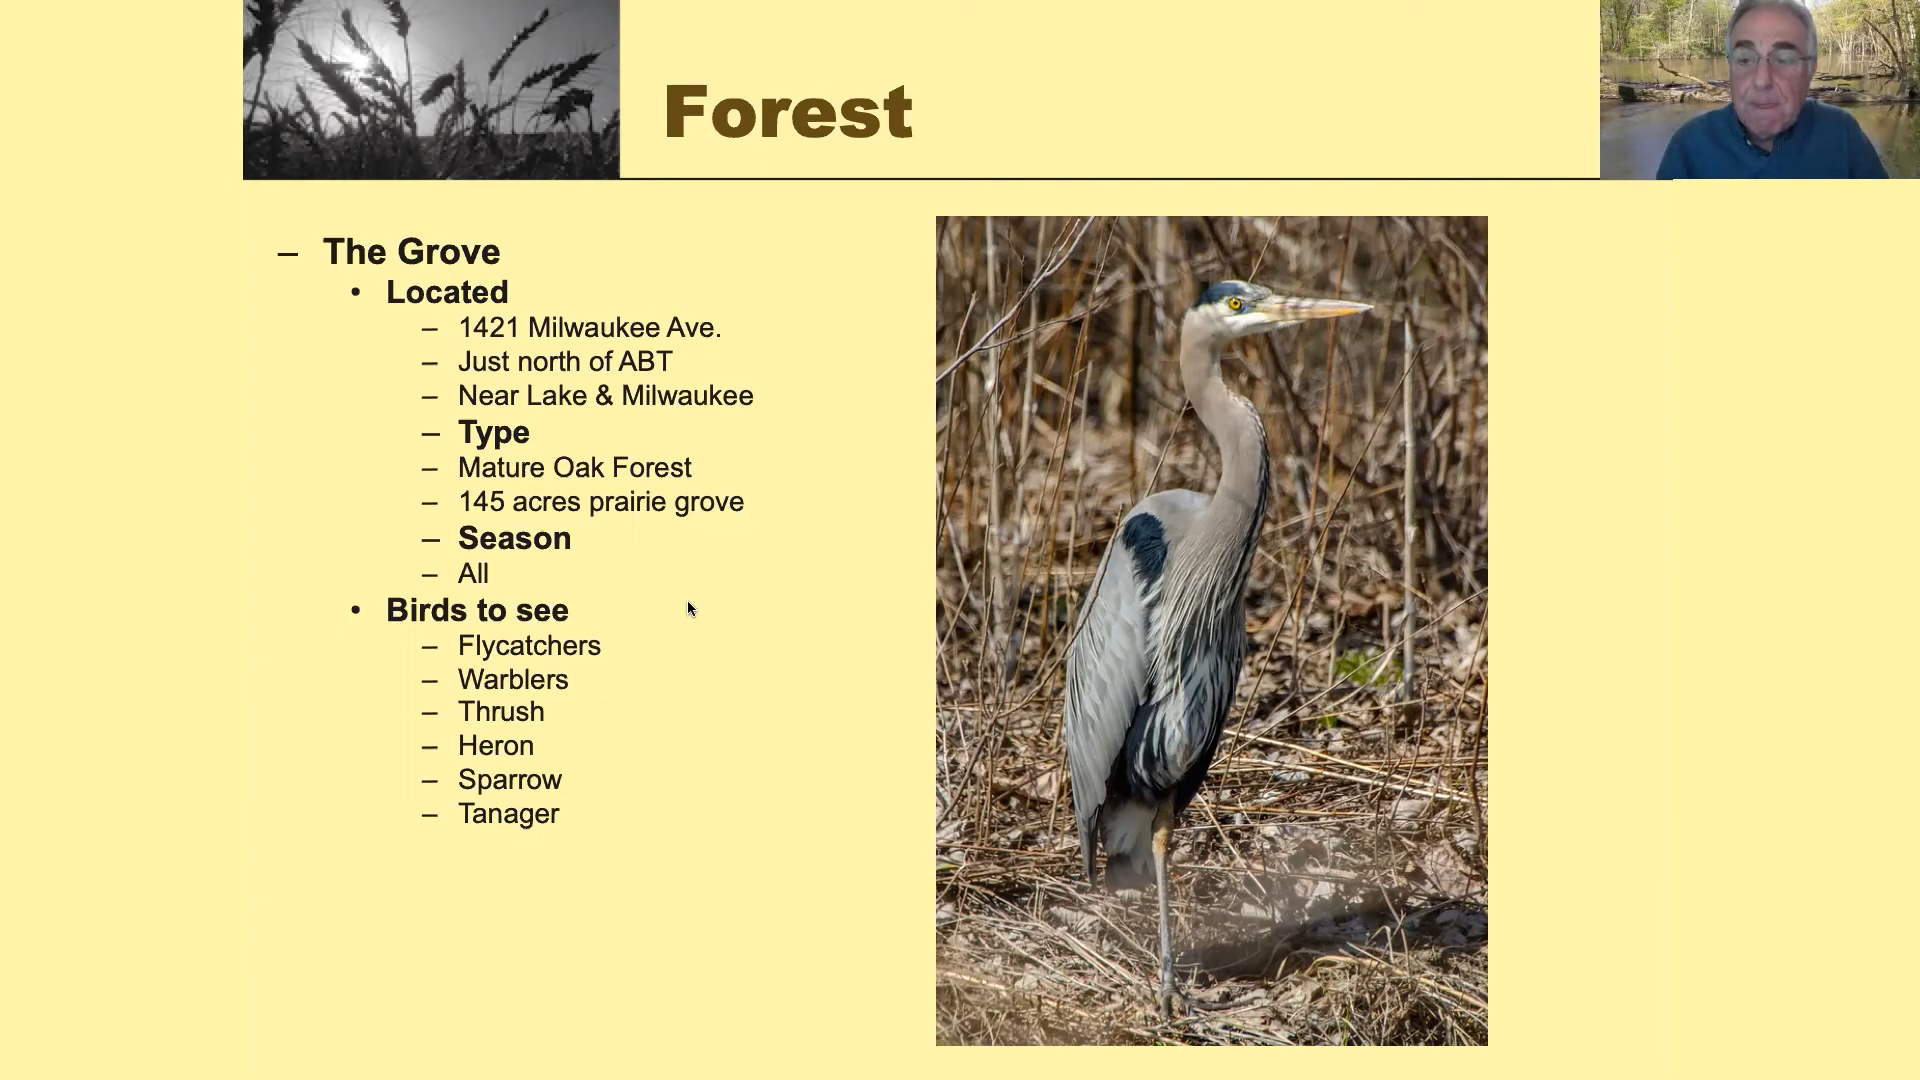 Forest
– The Grove
• Located
– 1421 Milwaukee Ave.
– Just north of ABT
– Near Lake & Milwaukee
– Type
– Mature Oak Forest
– 145 acres prairie grove
– Season
– All
• Birds to see
– Flycatchers
– Warblers
– Thrush
– Heron
– Sparrow
– Tanager